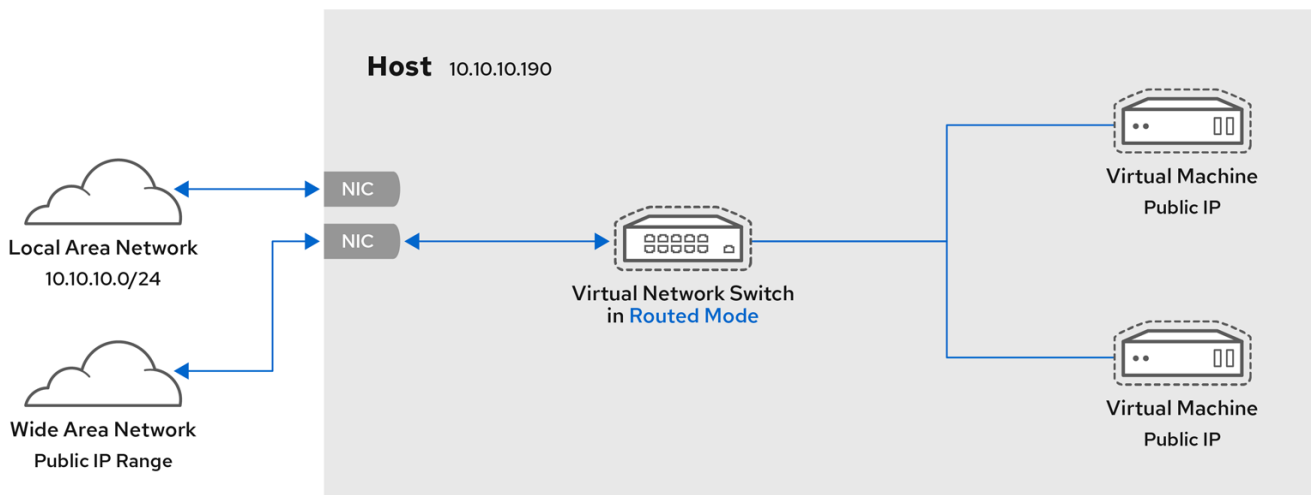 Host 10.10.10.190
NIC
NIC
Local Area Network
10.10.10.0/24
Wide Area Network
Public IP Range
Virtual Network Switch
in Routed Mode
Virtual Machine
Public IP
Virtual Machine
Public IP